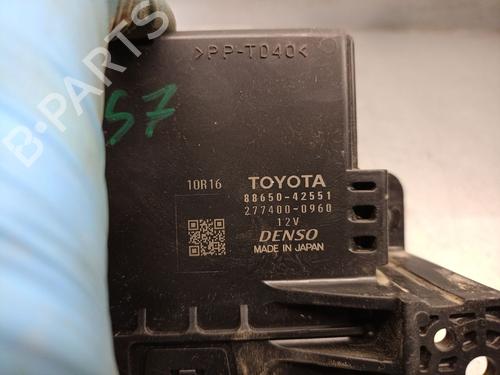 >PP-TD40<
57
10R16
TOYOTA
88650-42551
277400-0960
12V
DENSO
MADE IN JAPAN
B-PARTS